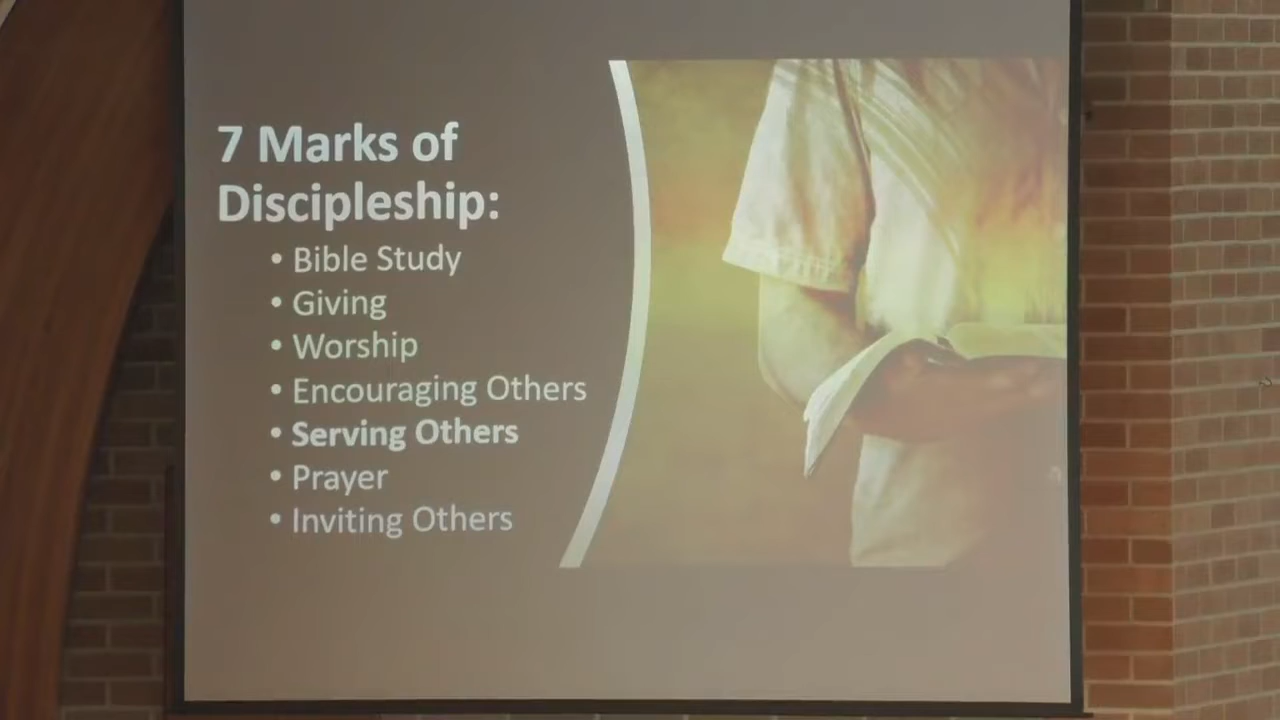 7 Marks of
Discipleship:
• Bible Study
• Giving
• Worship
• Encouraging Others
• Serving Others
• Prayer
• Inviting Others